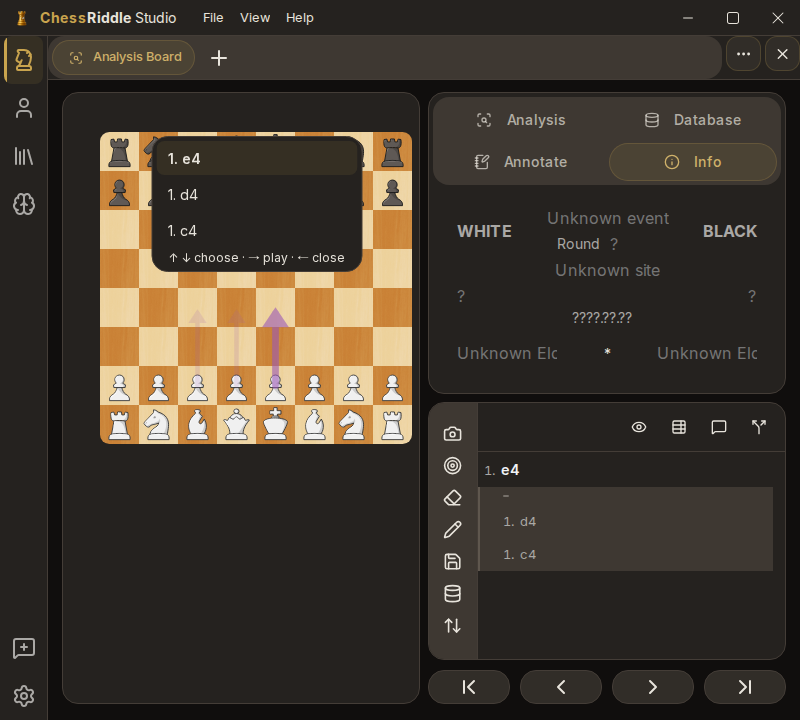 ChessRiddle Studio File View Help
Analysis Board
1. e4
1. d4
1. c4
↑ ↓ choose · → play · ← close
Analysis Database
Annotate Info
Unknown event
WHITE Round ? BLACK
Unknown site
? ?
????.??.??
Unknown Elo * Unknown Elo
1. e4
–
1. d4
1. c4